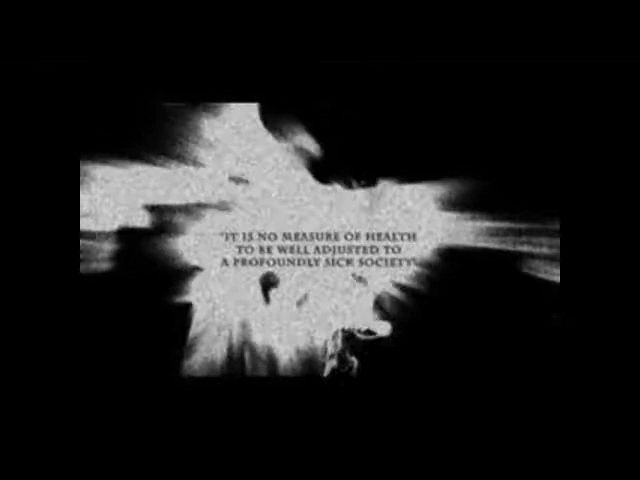 "IT IS NO MEASURE OF HEALTH
TO BE WELL ADJUSTED TO
A PROFOUNDLY SICK SOCIETY"